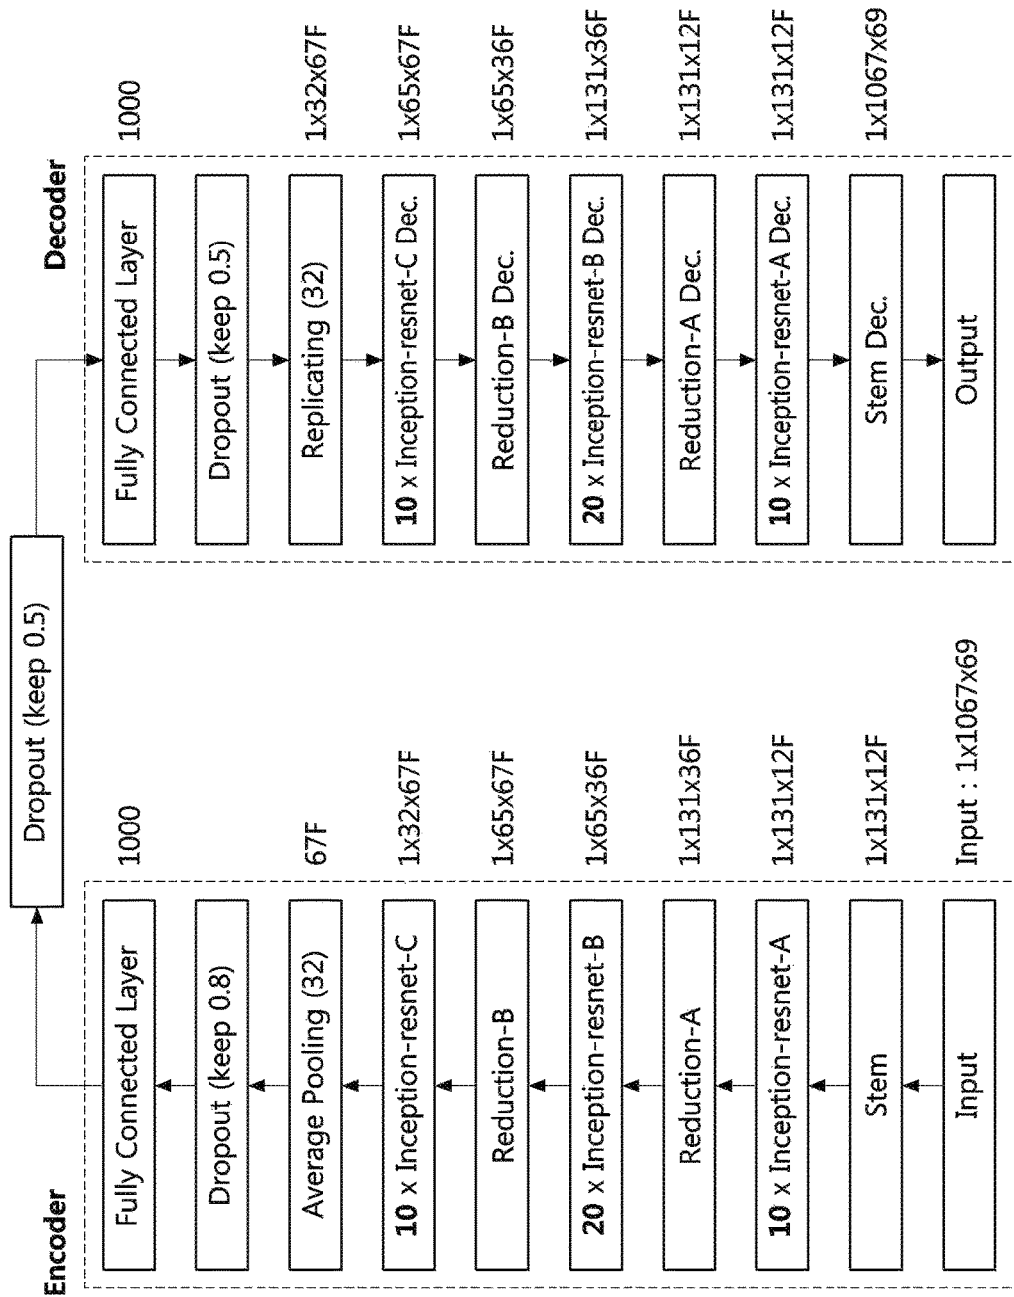 Encoder
Fully Connected Layer
1000
Dropout (keep 0.8)
Average Pooling (32)
67F
10 x Inception-resnet-C
1x32x67F
Reduction-B
1x65x67F
20 x Inception-resnet-B
1x65x36F
Reduction-A
1x131x36F
10 x Inception-resnet-A
1x131x12F
Stem
1x131x12F
Input
Input : 1x1067x69
Dropout (keep 0.5)
Decoder
Fully Connected Layer
1000
Dropout (keep 0.5)
Replicating (32)
1x32x67F
10 x Inception-resnet-C Dec.
1x65x67F
Reduction-B Dec.
1x65x36F
20 x Inception-resnet-B Dec.
1x131x36F
Reduction-A Dec.
1x131x12F
10 x Inception-resnet-A Dec.
1x131x12F
Stem Dec.
1x1067x69
Output